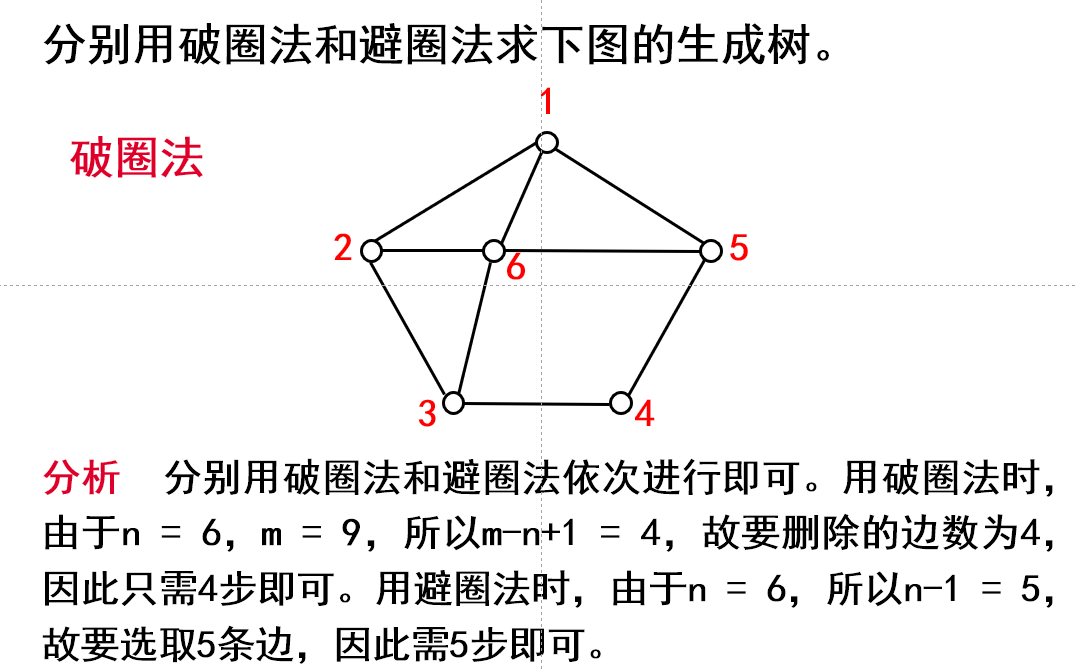 分别用破圈法和避圈法求下图的生成树。
1
破圈法
2
5
6
3
4
分析 分别用破圈法和避圈法依次进行即可。用破圈法时,
由于n = 6, m = 9, 所以m-n+1 = 4, 故要删除的边数为4,
因此只需4步即可。用避圈法时, 由于n = 6, 所以n-1 = 5,
故要选取5条边, 因此需5步即可。